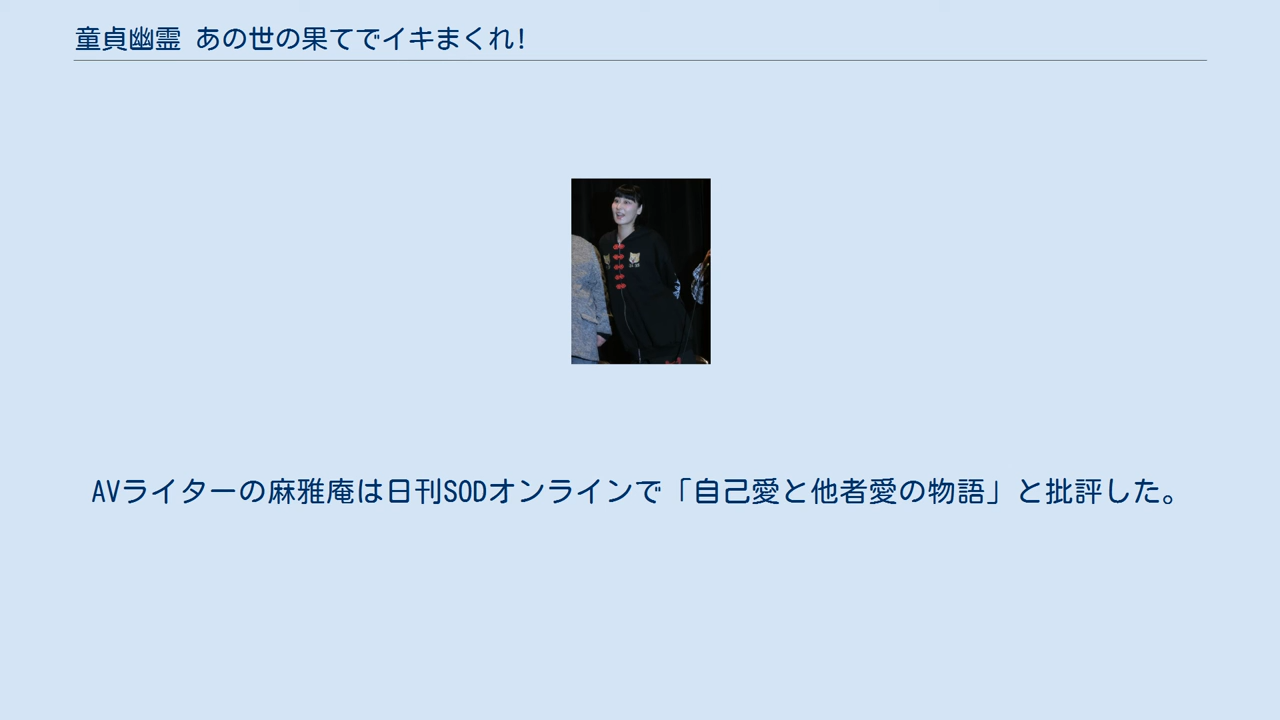 童貞幽霊 あの世の果てでイキまくれ!
AVライターの麻雅庵は日刊SODオンラインで「自己愛と他者愛の物語」と批評した。